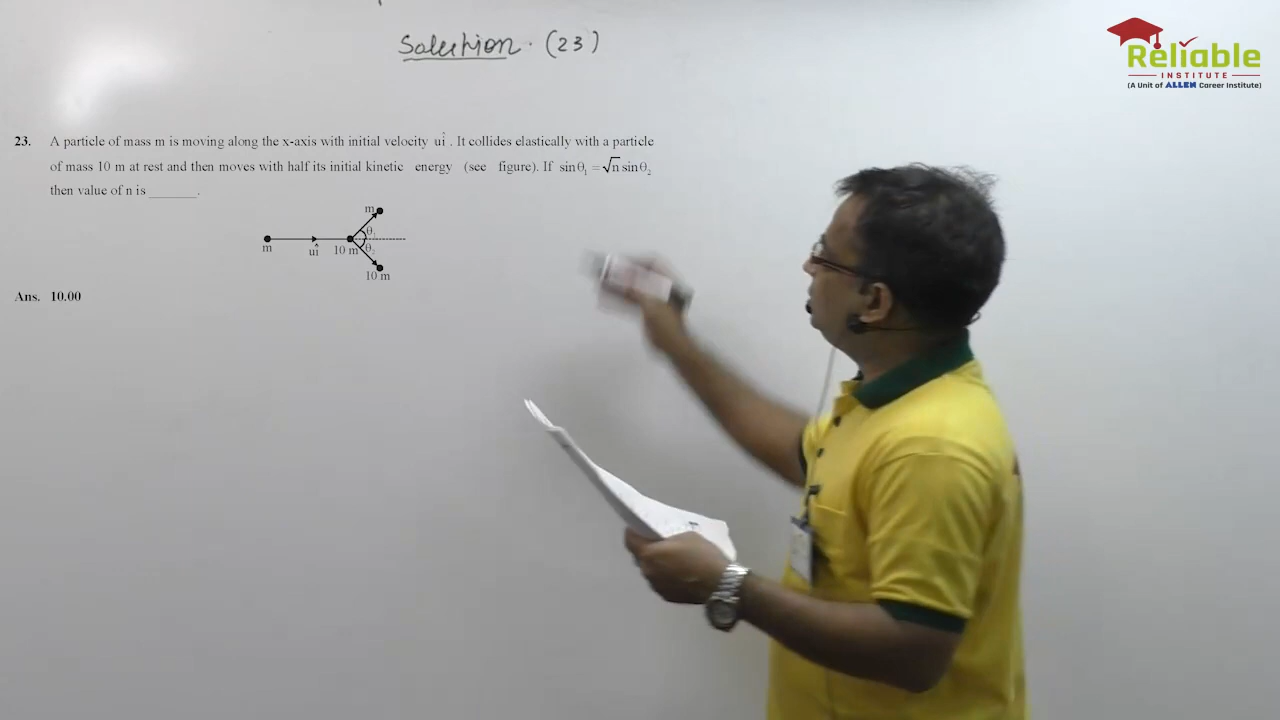 Solution. (23)
Reliable
INSTITUTE
(A Unit of ALLEN Career Institute)
23. A particle of mass m is moving along the x-axis with initial velocity uî . It collides elastically with a particle
of mass 10 m at rest and then moves with half its initial kinetic energy (see figure). If sinθ₁ = √n sinθ₂
then value of n is ______.
m
θ₁
m uî 10 m θ₂
10 m
Ans. 10.00